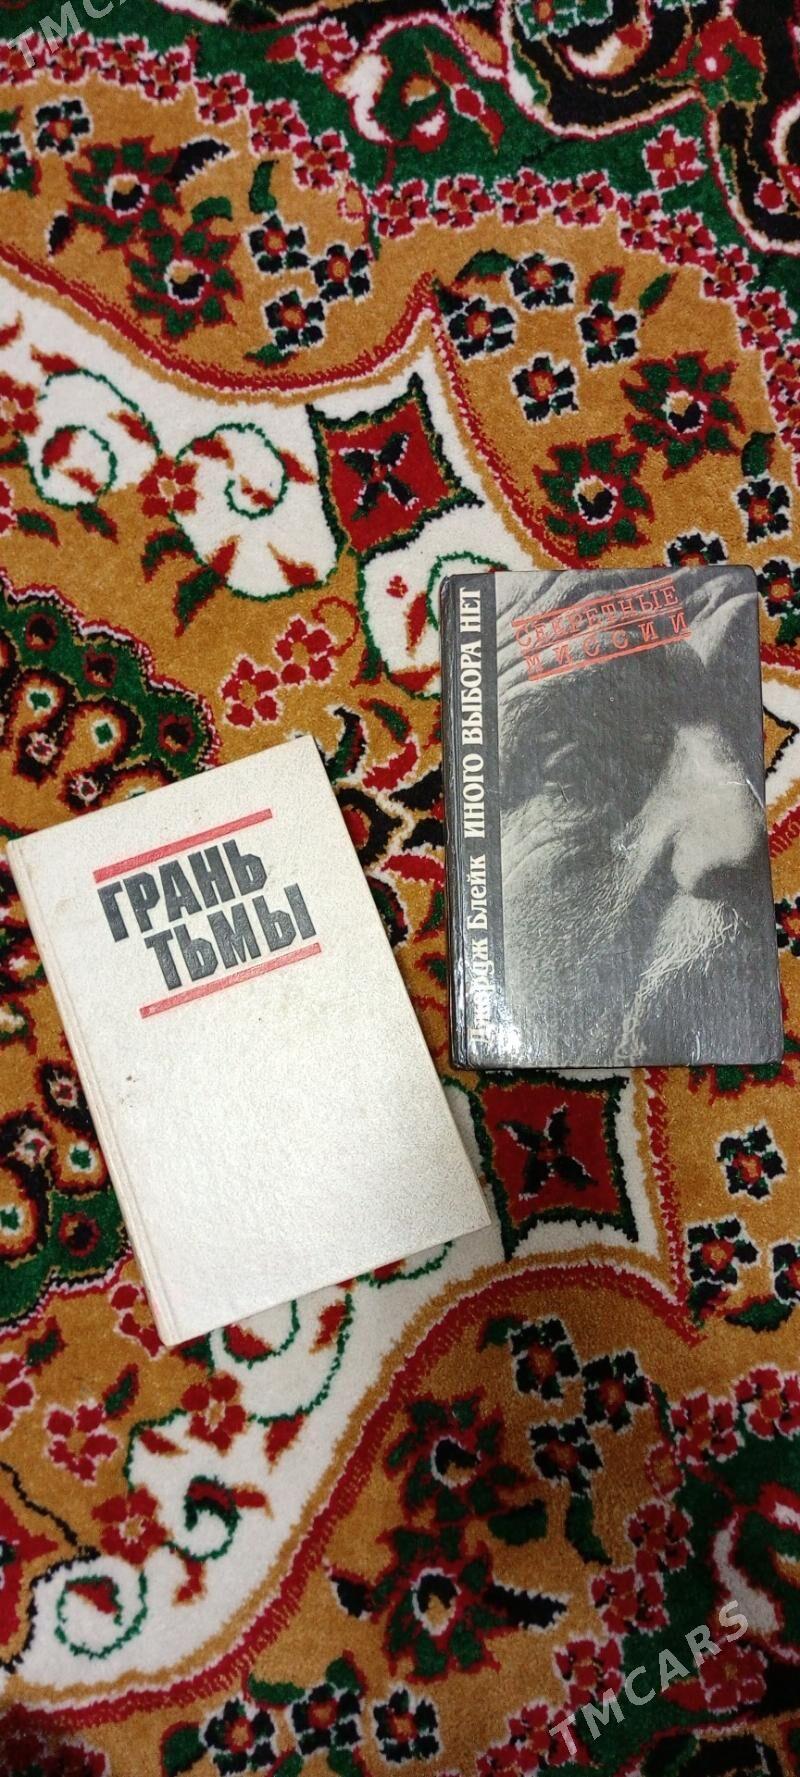 TMCARS
СЕКРЕТНЫЕ
МИССИИ
Джордж Блейк ИНОГО ВЫБОРА НЕТ
ГРАНЬ
ТЬМЫ
TMCARS